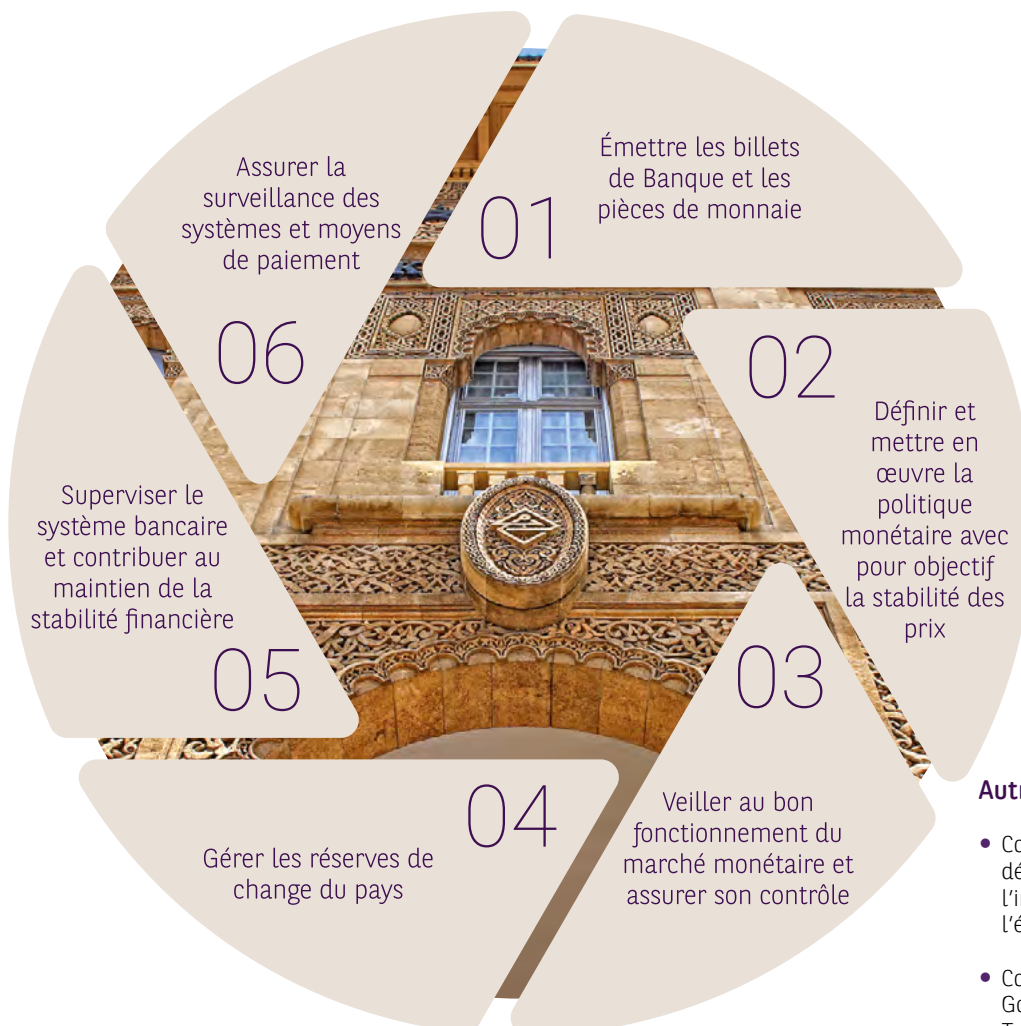 01
Émettre les billets
de Banque et les
pièces de monnaie
02
Définir et
mettre en
œuvre la
politique
monétaire avec
pour objectif
la stabilité des
prix
03
Veiller au bon
fonctionnement du
marché monétaire et
assurer son contrôle
04
Gérer les réserves de
change du pays
05
Superviser le
système bancaire
et contribuer au
maintien de la
stabilité financière
06
Assurer la
surveillance des
systèmes et moyens
de paiement